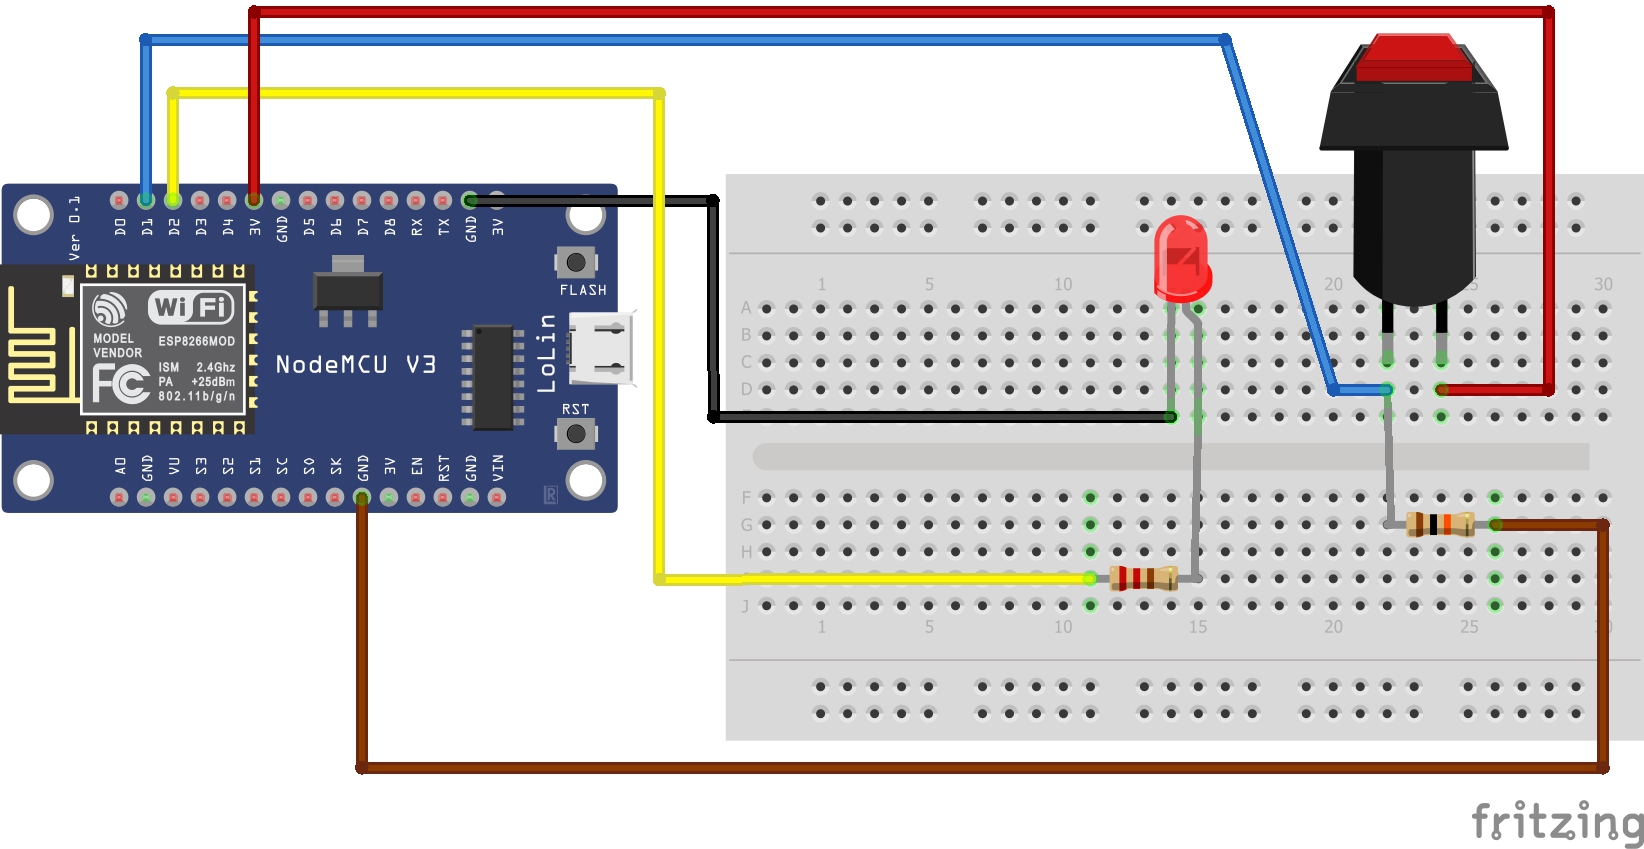 D0 D1 D2 D3 D4 3V GND D5 D6 D7 D8 RX TX GND 3V
Ver 0.1
FLASH
WiFi
MODEL ESP8266MOD
VENDOR
FC ISM 2.4Ghz
PA +25dBm
802.11b/g/n
NodeMCU V3
LoLin
RST
A0 GND VU S3 S2 S1 SC S0 SK GND 3V EN RST GND VIN
R
1 5 10 20 25 30
A
B
C
D
F
G
H
J
1 5 10 15 20 25 30
fritzing